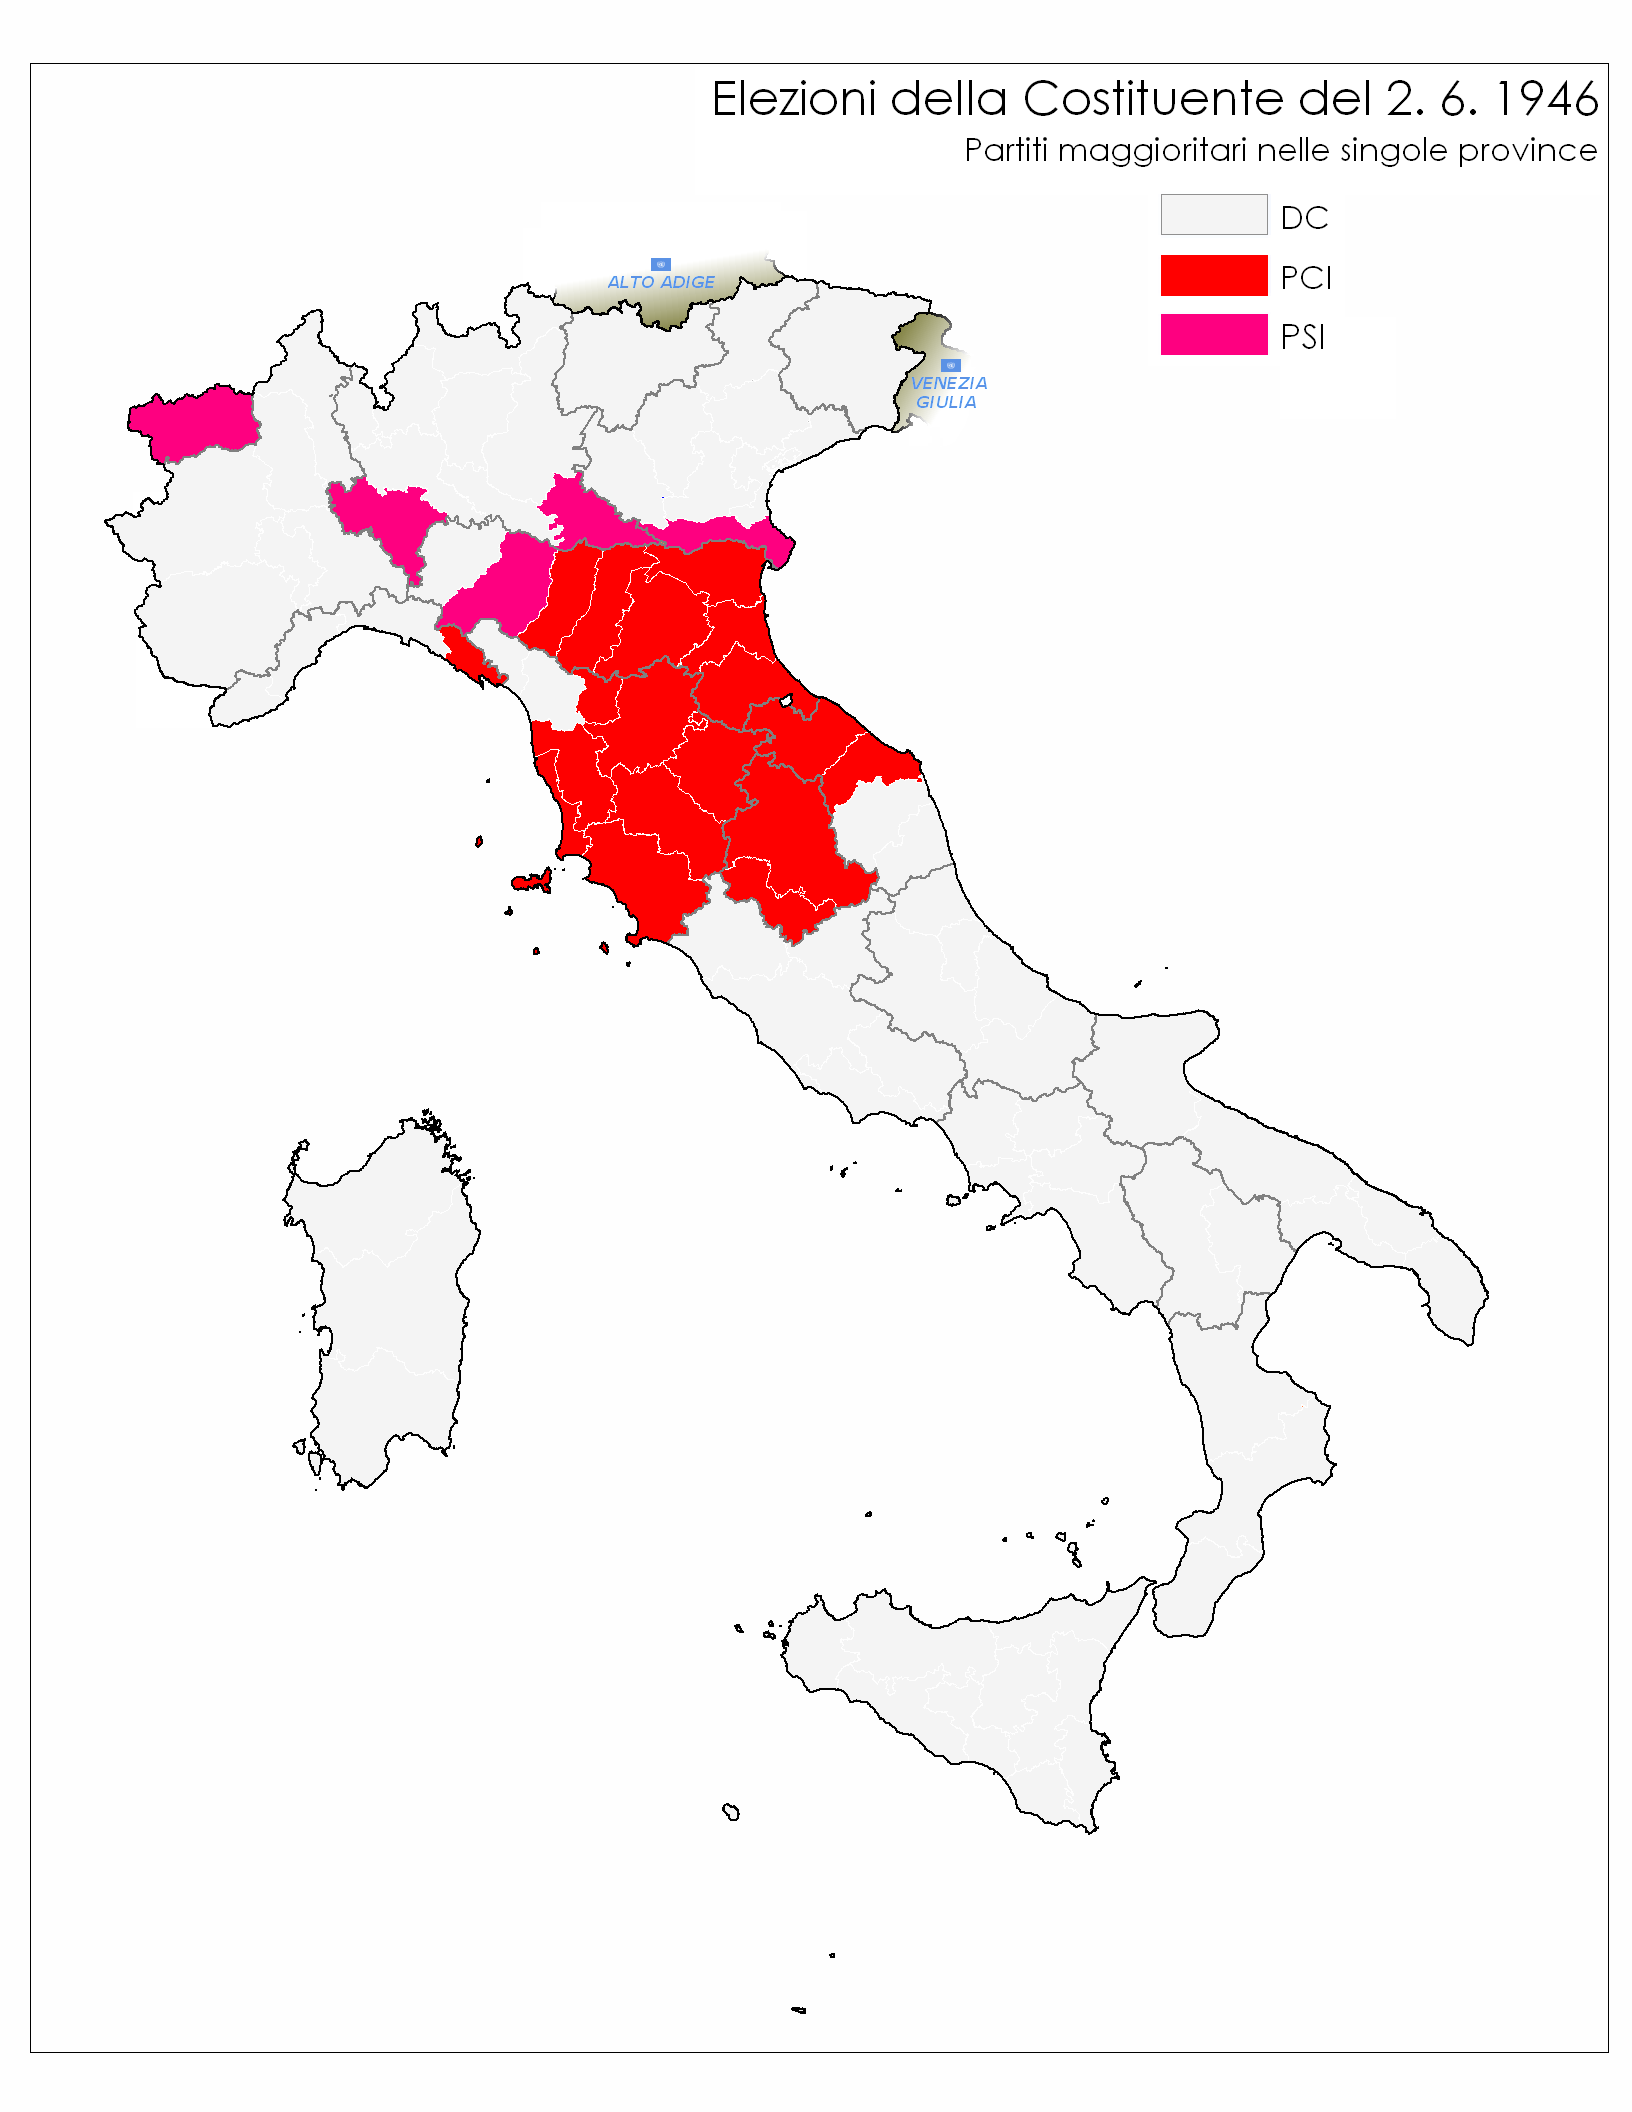 Elezioni della Costituente del 2. 6. 1946
Partiti maggioritari nelle singole province
DC
PCI
PSI
ALTO ADIGE
VENEZIA
GIULIA